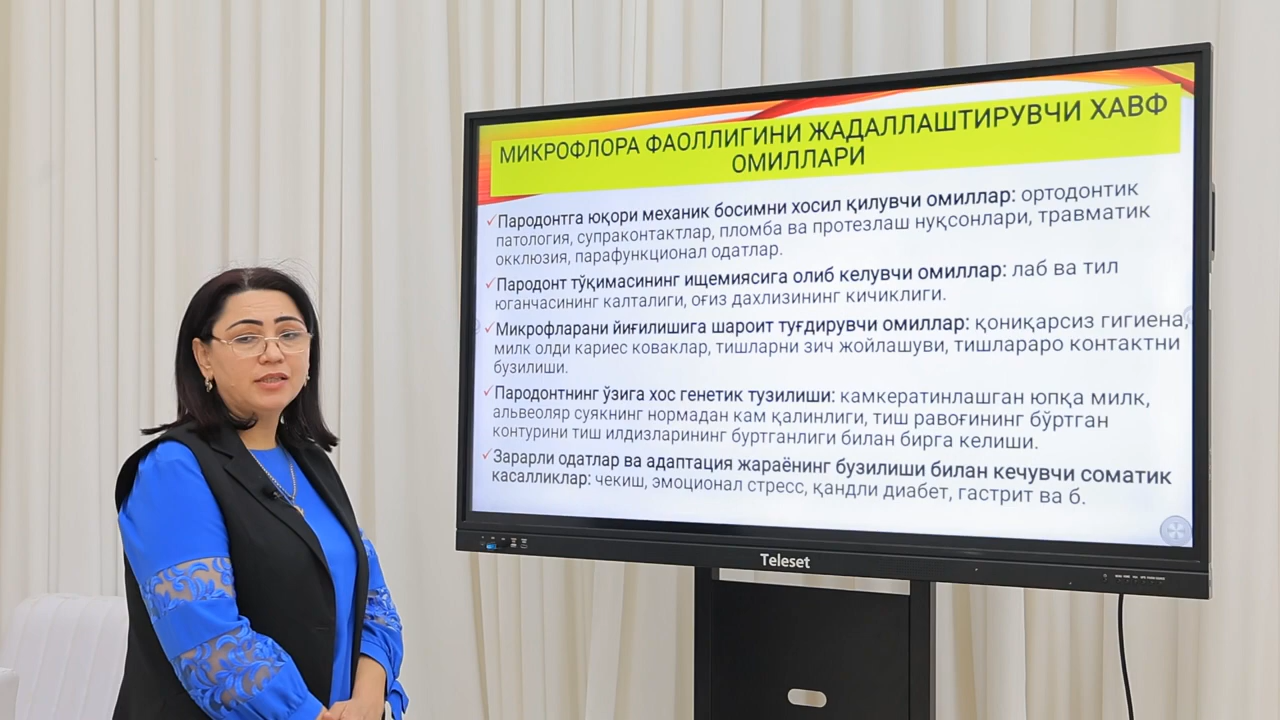 МИКРОФЛОРА ФАОЛЛИГИНИ ЖАДАЛЛАШТИРУВЧИ ХАВФ
ОМИЛЛАРИ
✓Пародонтга юқори механик босимни хосил қилувчи омиллар: ортодонтик
патология, супраконтактлар, пломба ва протезлаш нуқсонлари, травматик
окклюзия, парафункционал одатлар.
✓Пародонт тўқимасининг ищемиясига олиб келувчи омиллар: лаб ва тил
юганчасининг калталиги, оғиз дахлизининг кичиклиги.
✓Микрофларани йиғилишига шароит туғдирувчи омиллар: қониқарсиз гигиена,
милк олди кариес коваклар, тишларни зич жойлашуви, тишлараро контактни
бузилиши.
✓Пародонтнинг ўзига хос генетик тузилиши: камкератинлашган юпқа милк,
альвеоляр суякнинг нормадан кам қалинлиги, тиш равоғининг бўртган
контурини тиш илдизларининг буртганлиги билан бирга келиши.
✓Зарарли одатлар ва адаптация жараёнинг бузилиши билан кечувчи соматик
касалликлар: чекиш, эмоционал стресс, қандли диабет, гастрит ва б.
Teleset